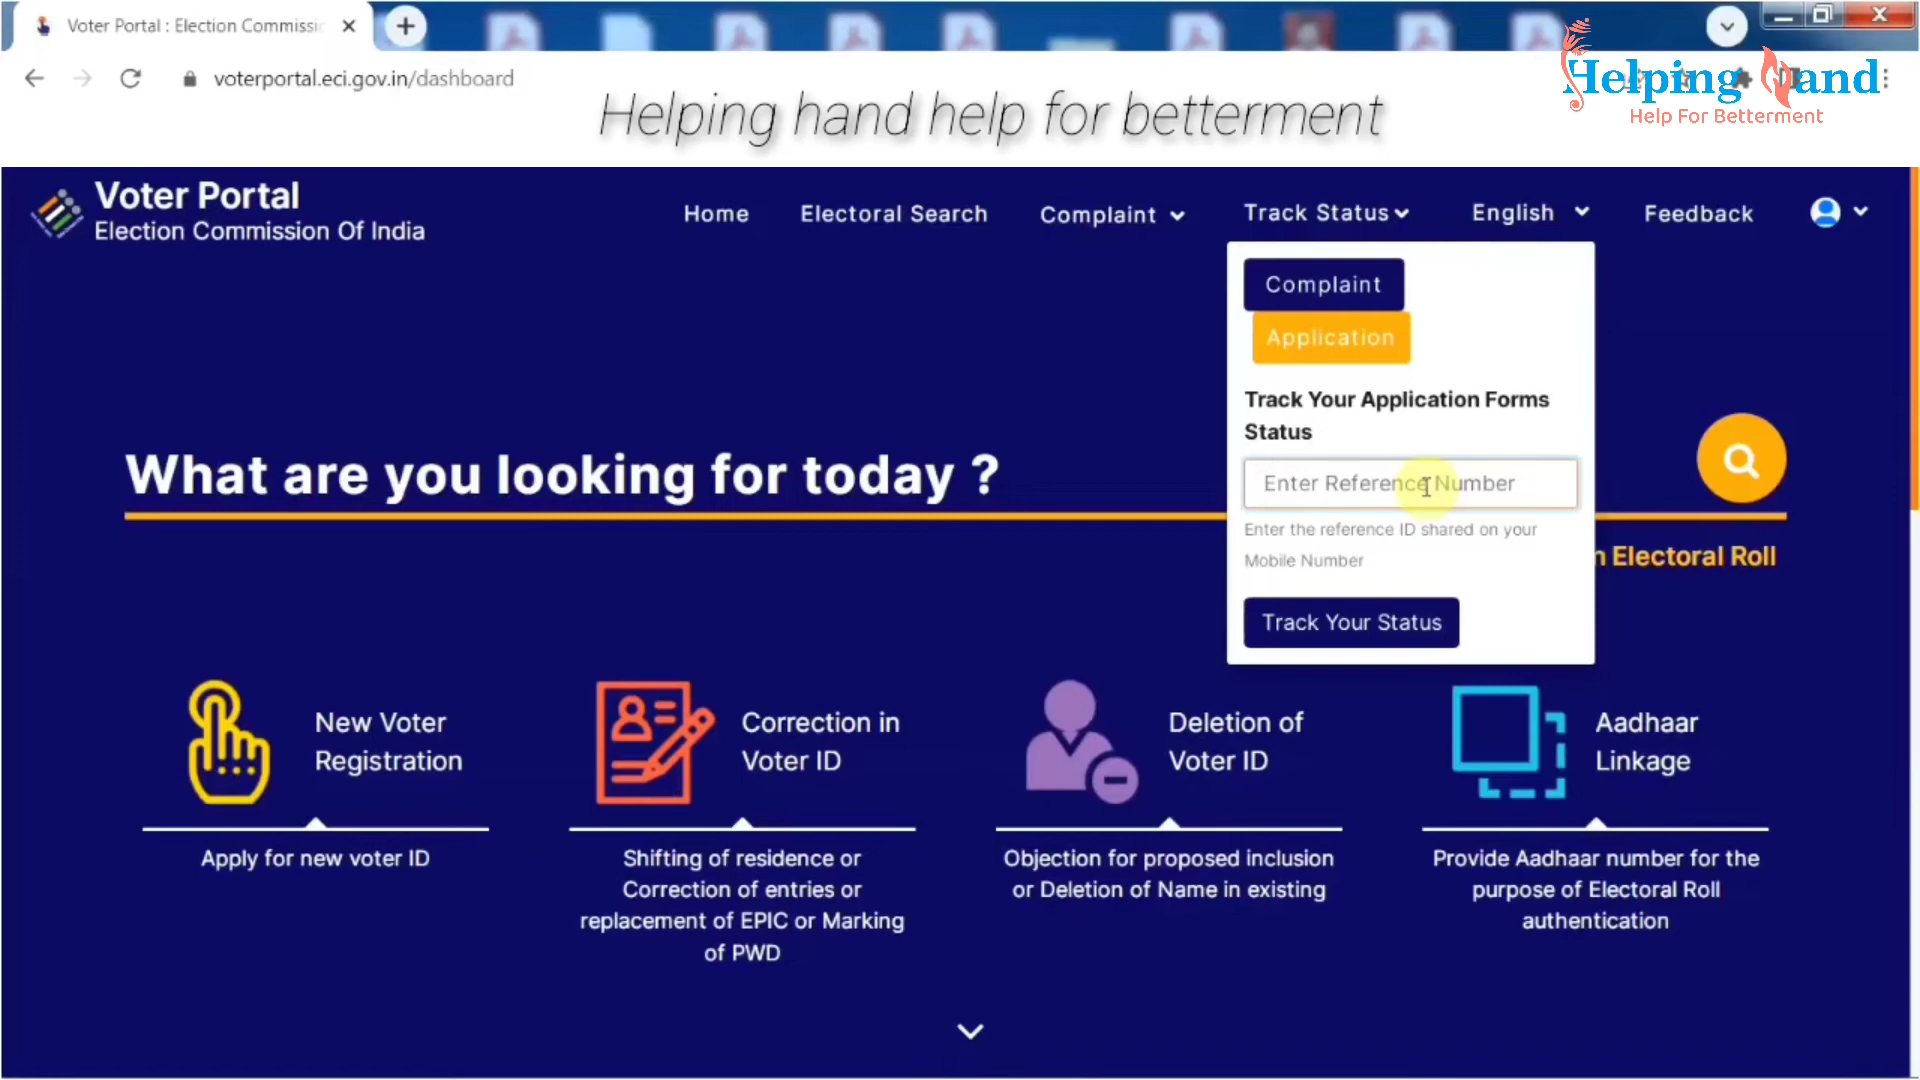 Voter Portal : Election Commissi
voterportal.eci.gov.in/dashboard
Helping Hand
Help For Betterment
Helping hand help for betterment
Voter Portal
Election Commission Of India
Home
Electoral Search
Complaint
Track Status
English
Feedback
Complaint
Application
Track Your Application Forms
Status
Enter Reference Number
Enter the reference ID shared on your
Mobile Number
Track Your Status
What are you looking for today ?
n Electoral Roll
New Voter
Registration
Apply for new voter ID
Correction in
Voter ID
Shifting of residence or
Correction of entries or
replacement of EPIC or Marking
of PWD
Deletion of
Voter ID
Objection for proposed inclusion
or Deletion of Name in existing
Aadhaar
Linkage
Provide Aadhaar number for the
purpose of Electoral Roll
authentication